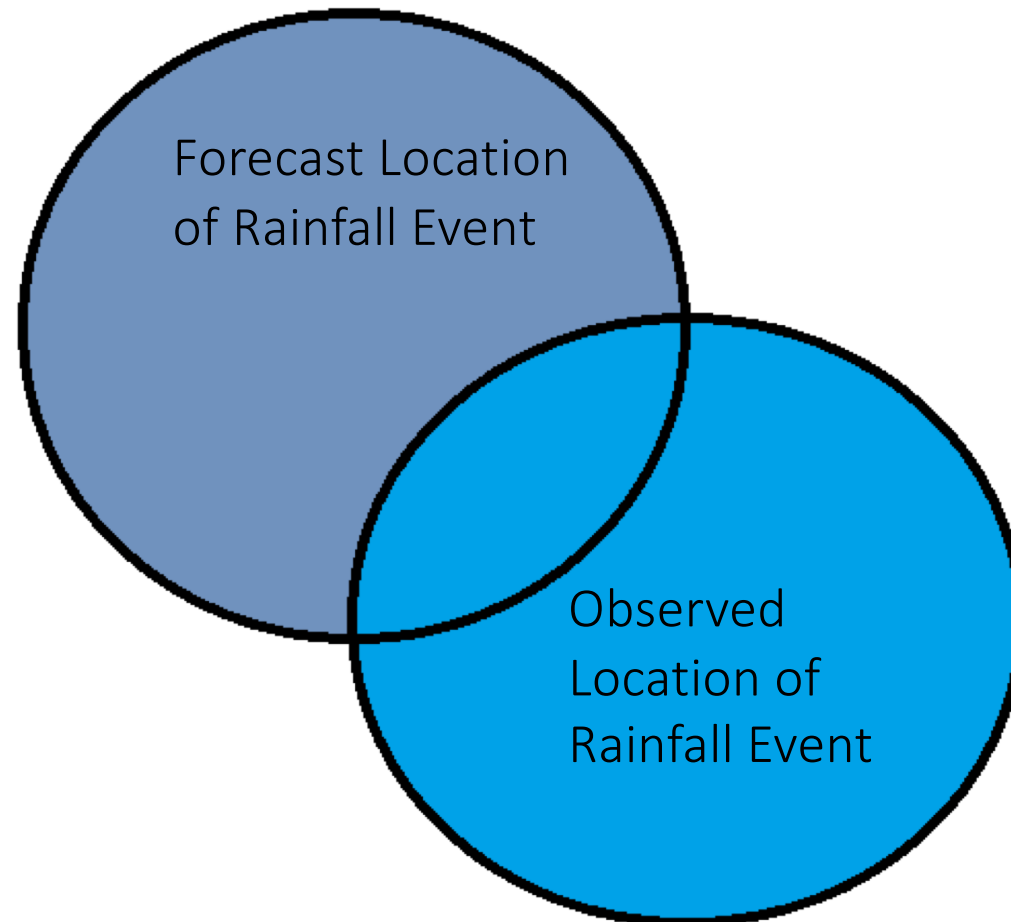 Forecast Location
of Rainfall Event
Observed
Location of
Rainfall Event